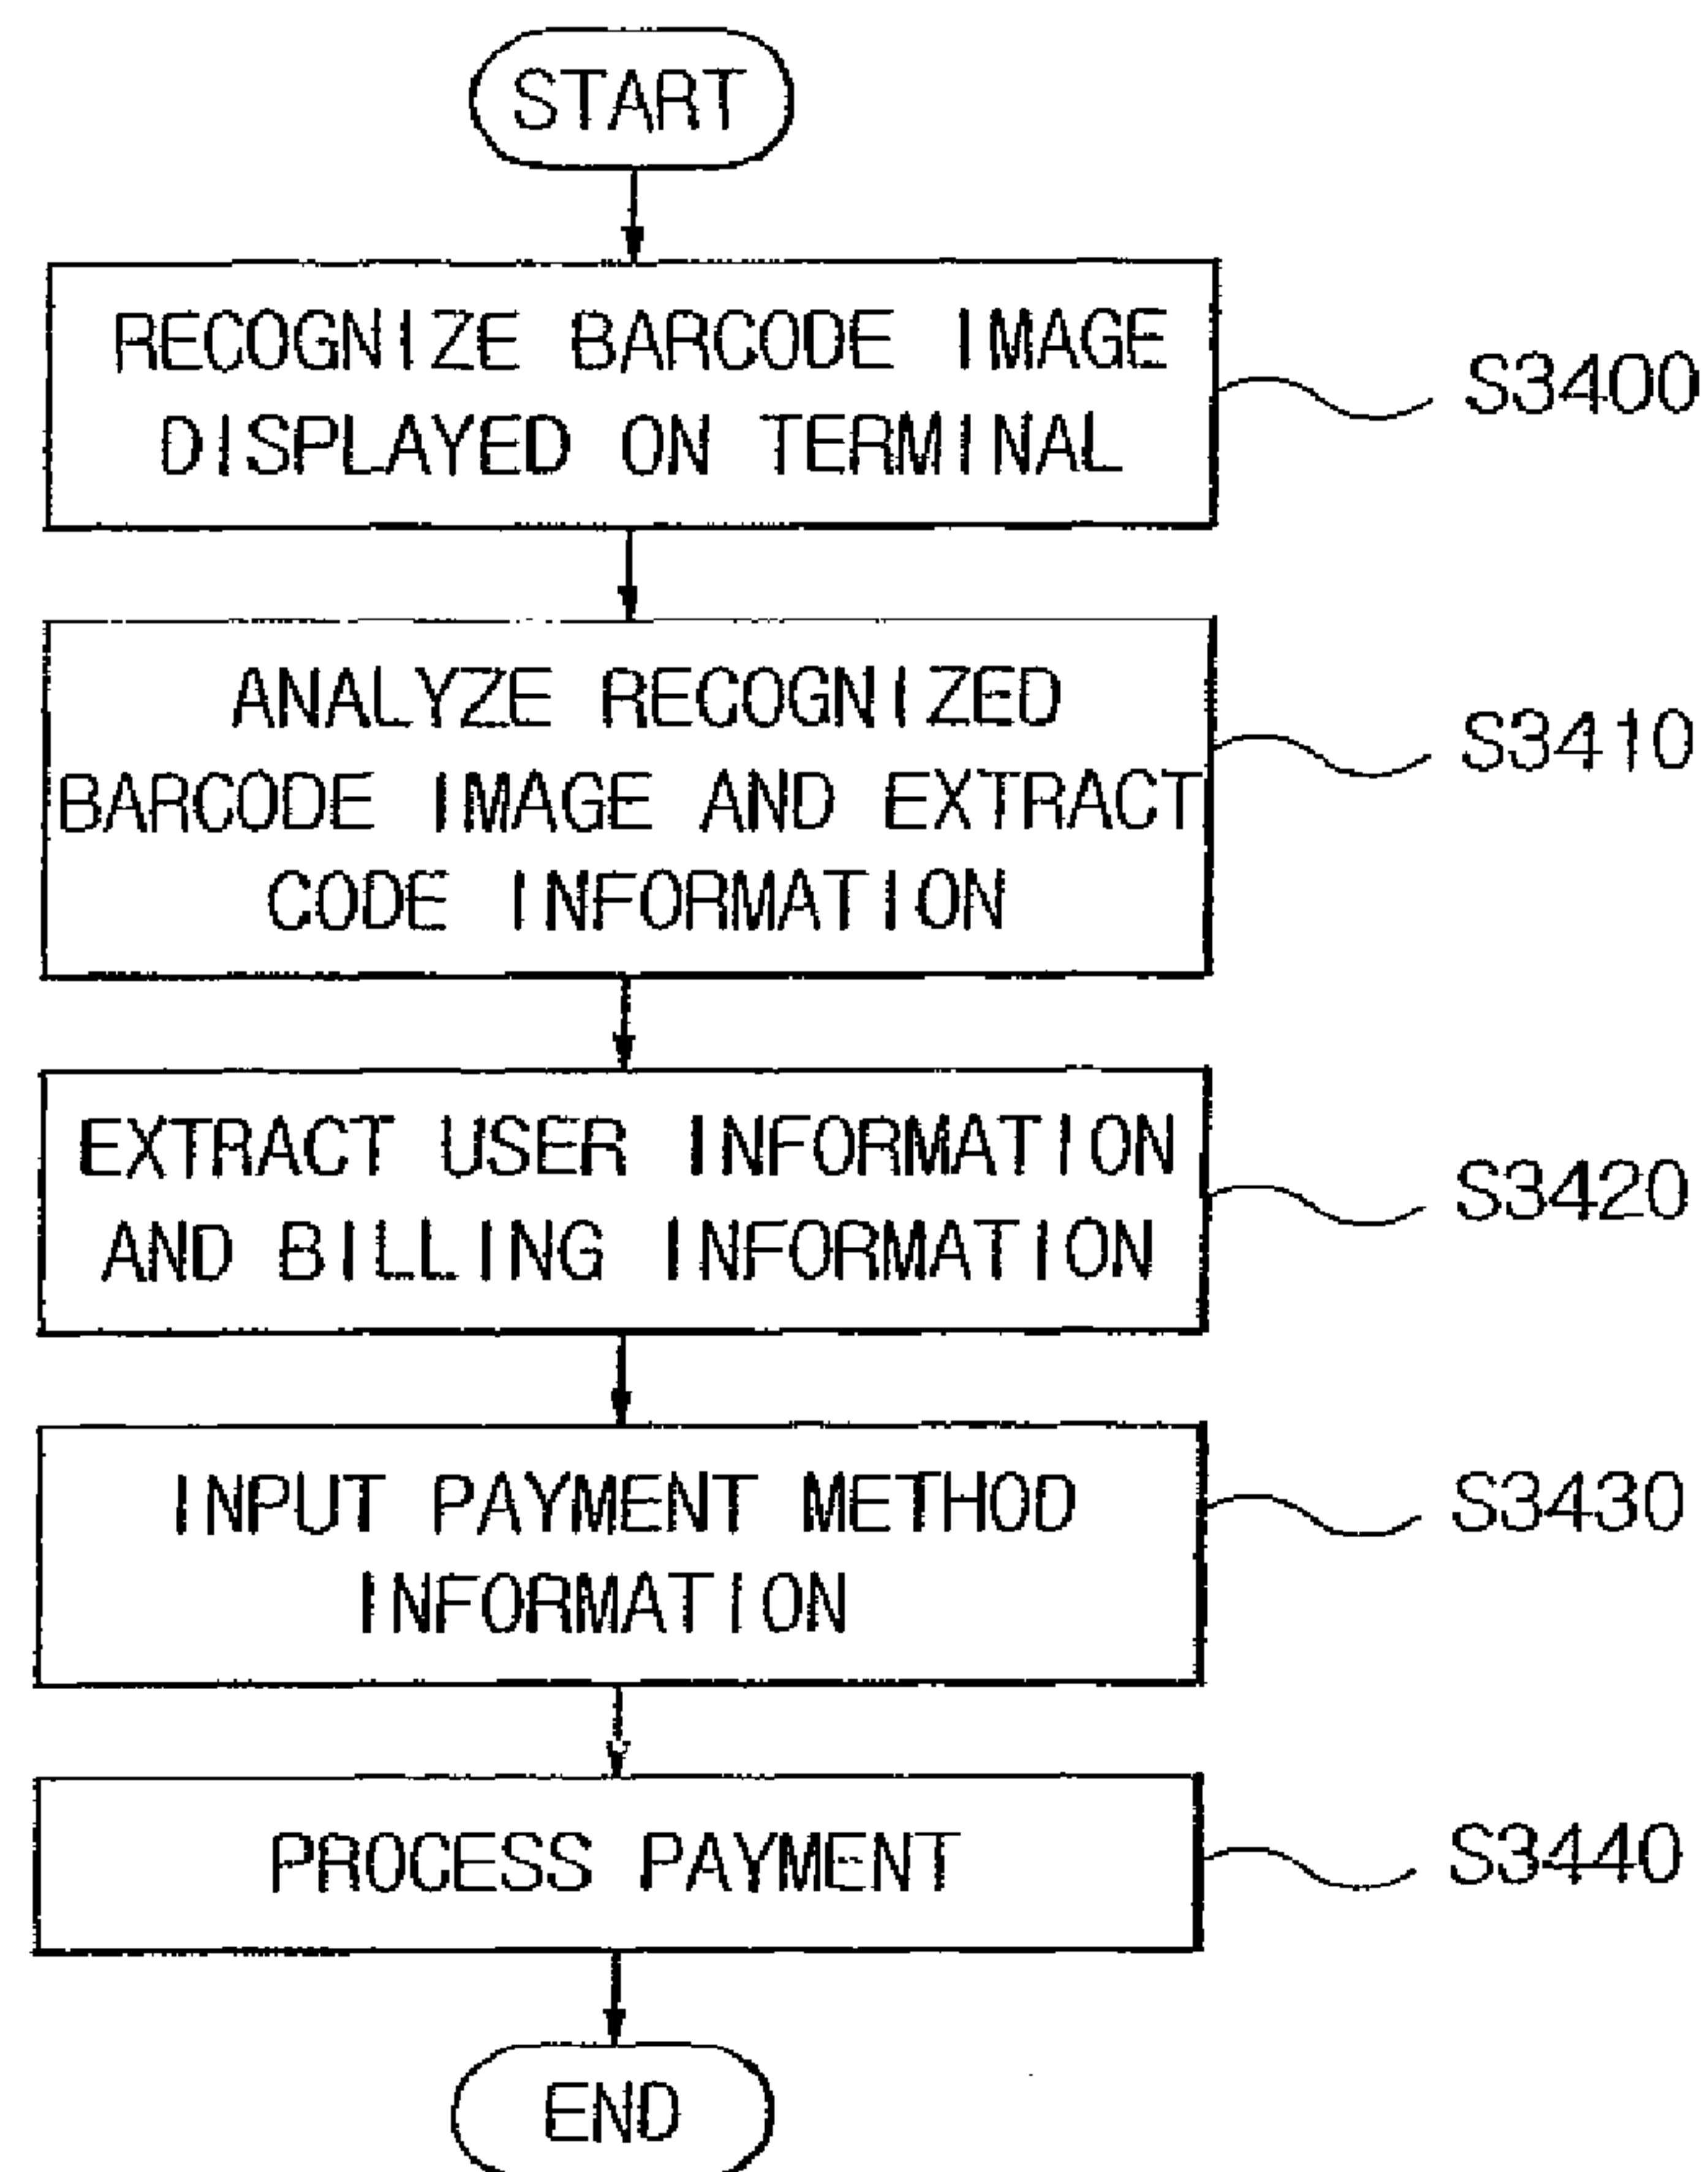 START
RECOGNIZE BARCODE IMAGE
DISPLAYED ON TERMINAL
S3400
ANALYZE RECOGNIZED
BARCODE IMAGE AND EXTRACT
CODE INFORMATION
S3410
EXTRACT USER INFORMATION
AND BILLING INFORMATION
S3420
INPUT PAYMENT METHOD
INFORMATION
S3430
PROCESS PAYMENT
S3440
END